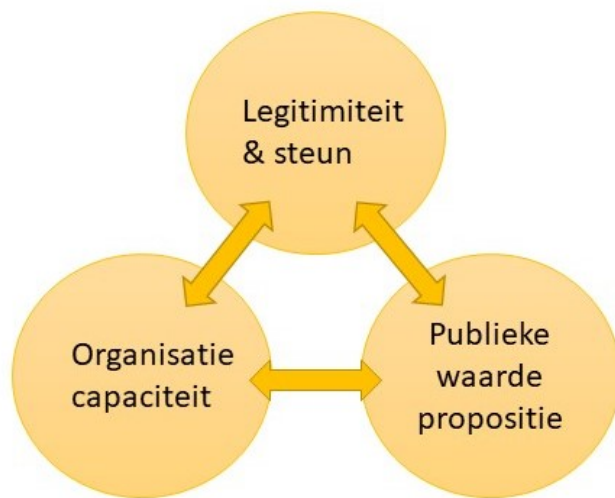 Legitimiteit
& steun
Organisatie
capaciteit
Publieke
waarde
propositie